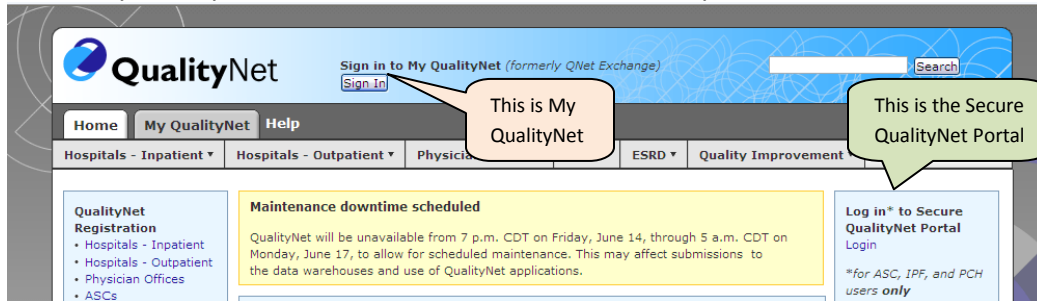 QualityNet
Sign in to My QualityNet (formerly QNet Exchange)
Sign In
Search
This is My
QualityNet
This is the Secure
QualityNet Portal
Home My QualityNet Help
Hospitals - Inpatient Hospitals - Outpatient ESRD Quality Improvement
QualityNet
Registration
• Hospitals - Inpatient
• Hospitals - Outpatient
• Physician Offices
• ASCs
Maintenance downtime scheduled
QualityNet will be unavailable from 7 p.m. CDT on Friday, June 14, through 5 a.m. CDT on
Monday, June 17, to allow for scheduled maintenance. This may affect submissions to
the data warehouses and use of QualityNet applications.
Log in* to Secure
QualityNet Portal
Login
*for ASC, IPF, and PCH
users only